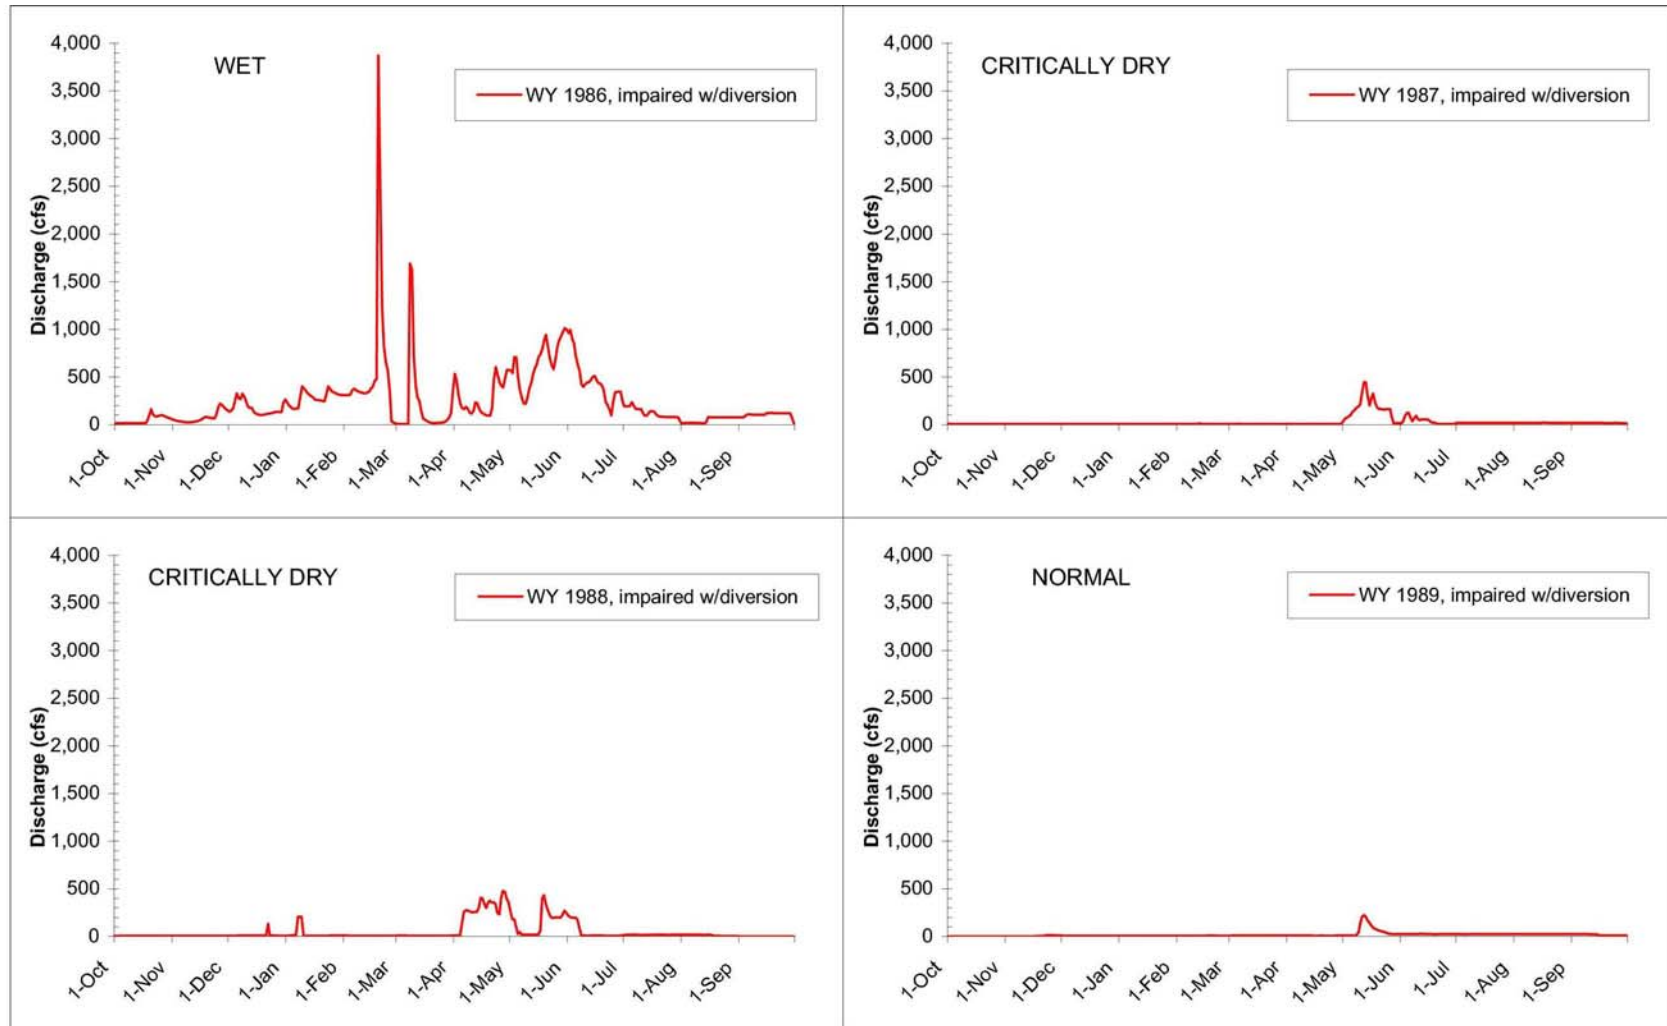 WET
WY 1986, impaired w/diversion
Discharge (cfs)
4,000
3,500
3,000
2,500
2,000
1,500
1,000
500
0
1-Oct
1-Nov
1-Dec
1-Jan
1-Feb
1-Mar
1-Apr
1-May
1-Jun
1-Jul
1-Aug
1-Sep
CRITICALLY DRY
WY 1987, impaired w/diversion
Discharge (cfs)
4,000
3,500
3,000
2,500
2,000
1,500
1,000
500
0
1-Oct
1-Nov
1-Dec
1-Jan
1-Feb
1-Mar
1-Apr
1-May
1-Jun
1-Jul
1-Aug
1-Sep
CRITICALLY DRY
WY 1988, impaired w/diversion
Discharge (cfs)
4,000
3,500
3,000
2,500
2,000
1,500
1,000
500
0
1-Oct
1-Nov
1-Dec
1-Jan
1-Feb
1-Mar
1-Apr
1-May
1-Jun
1-Jul
1-Aug
1-Sep
NORMAL
WY 1989, impaired w/diversion
Discharge (cfs)
4,000
3,500
3,000
2,500
2,000
1,500
1,000
500
0
1-Oct
1-Nov
1-Dec
1-Jan
1-Feb
1-Mar
1-Apr
1-May
1-Jun
1-Jul
1-Aug
1-Sep